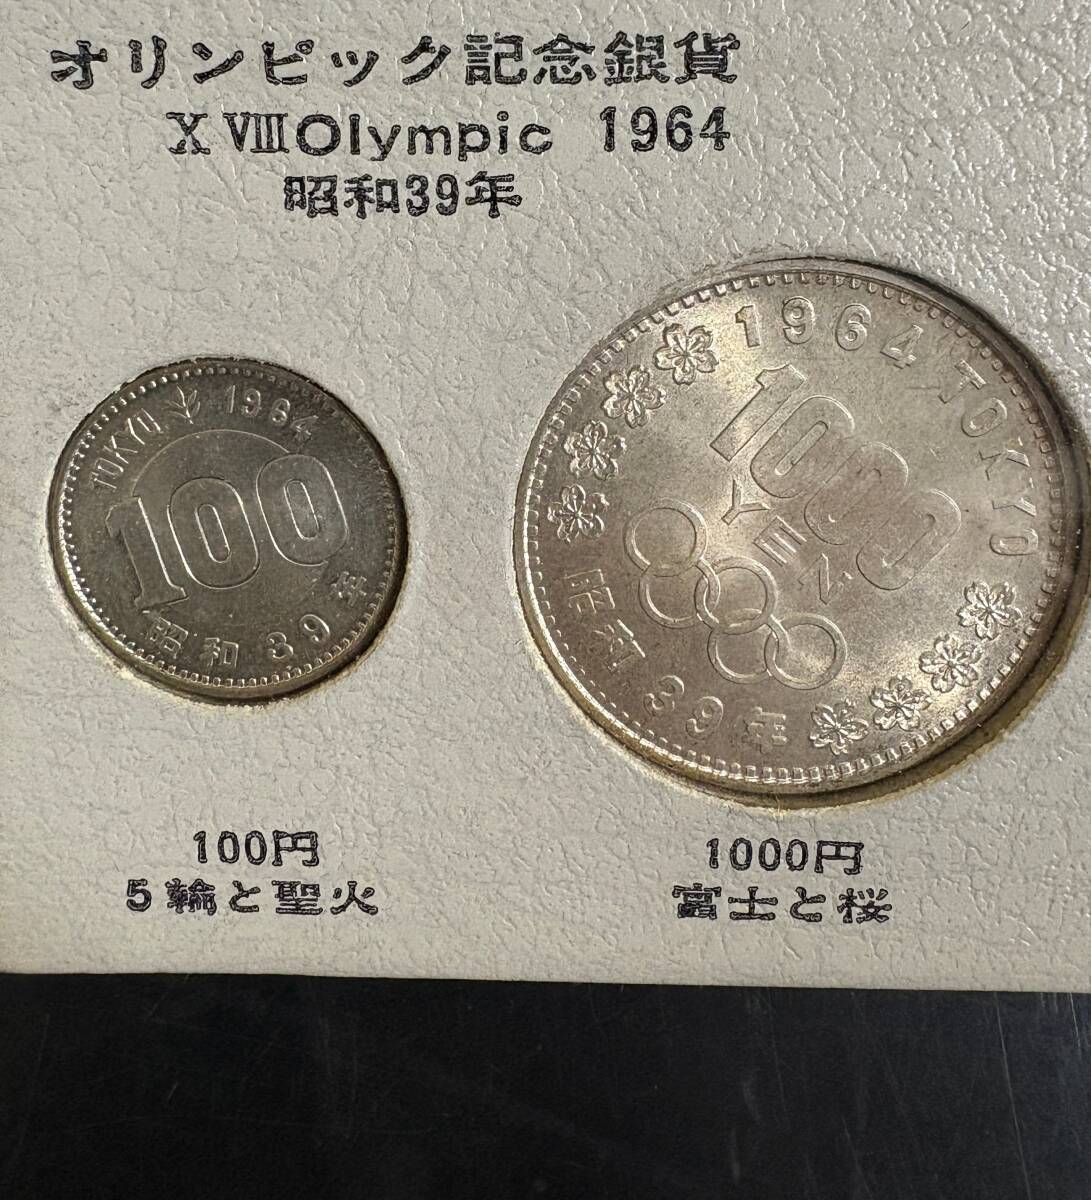 オリンピック記念銀貨
XⅧOlympic 1964
昭和39年
TOKYO 1964
100
昭和39年
1964 TOKYO
1000
YEN
昭和39年
100円
5輪と聖火
1000円
富士と桜